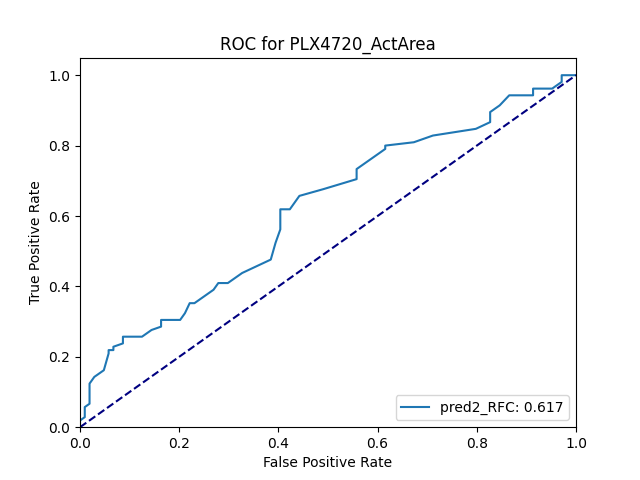 ROC for PLX4720_ActArea
1.0
0.8
0.6
0.4
0.2
0.0
True Positive Rate
pred2_RFC: 0.617
0.0 0.2 0.4 0.6 0.8 1.0
False Positive Rate